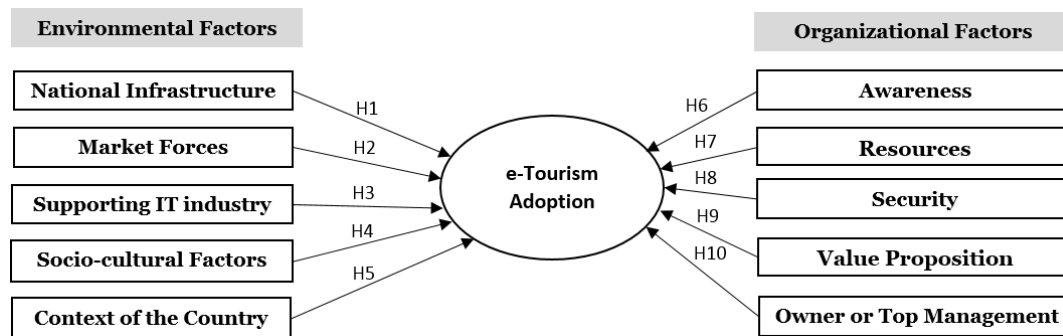 Environmental Factors
National Infrastructure
Market Forces
Supporting IT industry
Socio-cultural Factors
Context of the Country
H1
H2
H3
H4
H5
e-Tourism
Adoption
H6
H7
H8
H9
H10
Organizational Factors
Awareness
Resources
Security
Value Proposition
Owner or Top Management